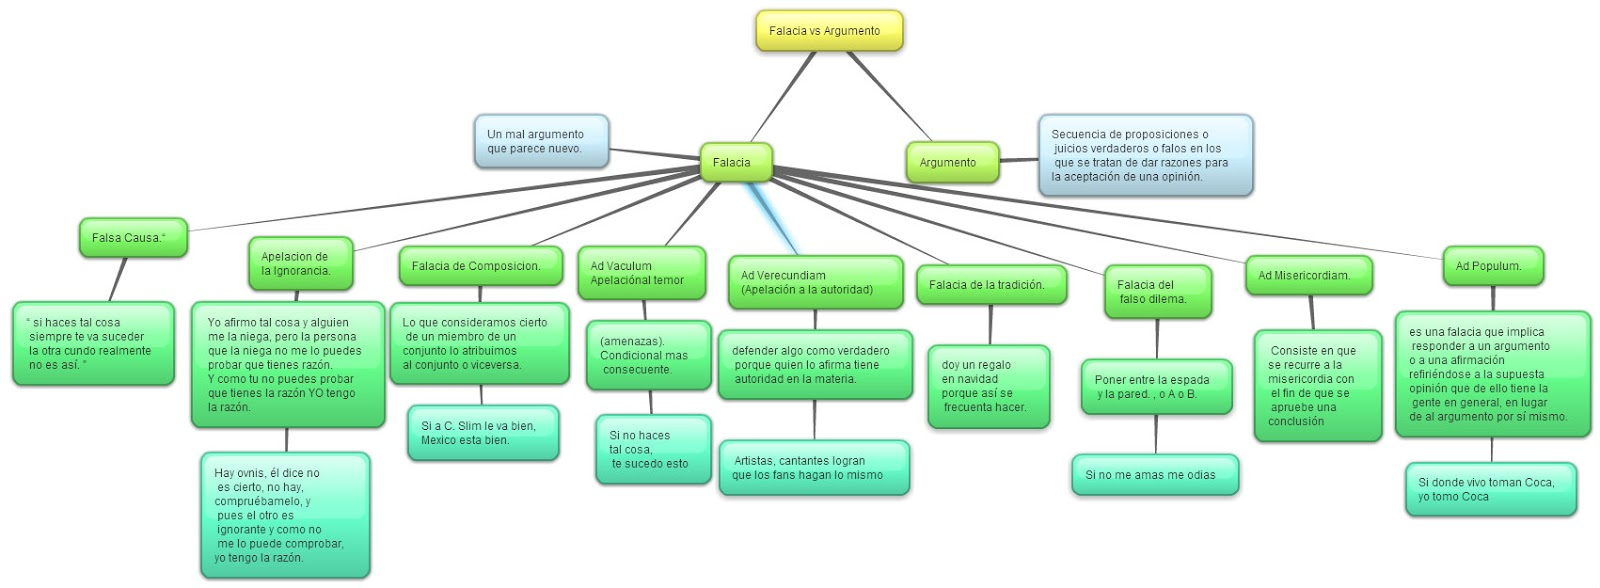 Falacia vs Argumento
Un mal argumento
que parece nuevo.
Falacia
Argumento
Secuencia de proposiciones o
juicios verdaderos o falos en los
que se tratan de dar razones para
la aceptación de una opinión.
Falsa Causa.“
“ si haces tal cosa
siempre te va suceder
la otra cundo realmente
no es así. ”
Apelacion de
la Ignorancia.
Yo afirmo tal cosa y alguien
me la niega, pero la persona
que la niega no me lo puedes
probar que tienes razón.
Y como tu no puedes probar
que tienes la razón YO tengo
la razón.
Hay ovnis, él dice no
es cierto, no hay,
compruébamelo, y
pues el otro es
ignorante y como no
me lo puede comprobar,
yo tengo la razón.
Falacia de Composicion.
Lo que consideramos cierto
de un miembro de un
conjunto lo atribuimos
al conjunto o viceversa.
Si a C. Slim le va bien,
Mexico esta bien.
Ad Vaculum
Apelaciónal temor
(amenazas).
Condicional mas
consecuente.
Si no haces
tal cosa,
te sucedo esto
Ad Verecundiam
(Apelación a la autoridad)
defender algo como verdadero
porque quien lo afirma tiene
autoridad en la materia.
Artistas, cantantes logran
que los fans hagan lo mismo
Falacia de la tradición.
doy un regalo
en navidad
porque así se
frecuenta hacer.
Falacia del
falso dilema.
Poner entre la espada
y la pared. , o A o B.
Si no me amas me odias
Ad Misericordiam.
Consiste en que
se recurre a la
misericordia con
el fin de que se
apruebe una
conclusión
Ad Populum.
es una falacia que implica
responder a un argumento
o a una afirmación
refiriéndose a la supuesta
opinión que de ello tiene la
gente en general, en lugar
de al argumento por sí mismo.
Si donde vivo toman Coca,
yo tomo Coca